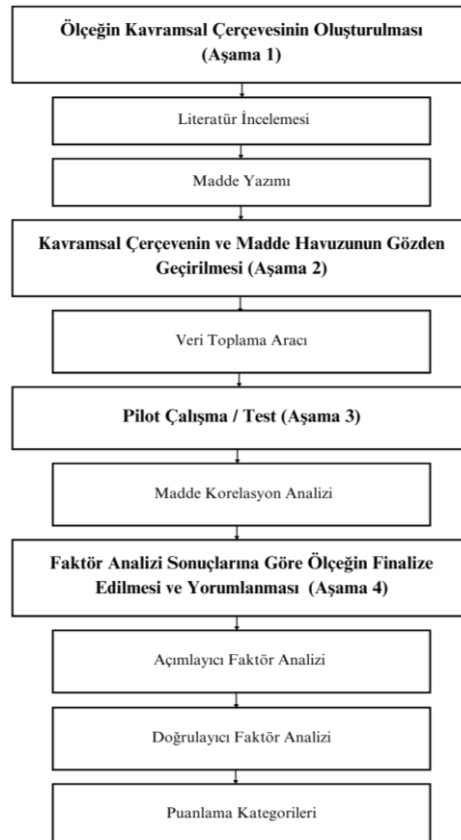 Ölçeğin Kavramsal Çerçevesinin Oluşturulması
(Aşama 1)
Literatür İncelemesi
Madde Yazımı
Kavramsal Çerçevenin ve Madde Havuzunun Gözden
Geçirilmesi (Aşama 2)
Veri Toplama Aracı
Pilot Çalışma / Test (Aşama 3)
Madde Korelasyon Analizi
Faktör Analizi Sonuçlarına Göre Ölçeğin Finalize
Edilmesi ve Yorumlanması (Aşama 4)
Açımlayıcı Faktör Analizi
Doğrulayıcı Faktör Analizi
Puanlama Kategorileri